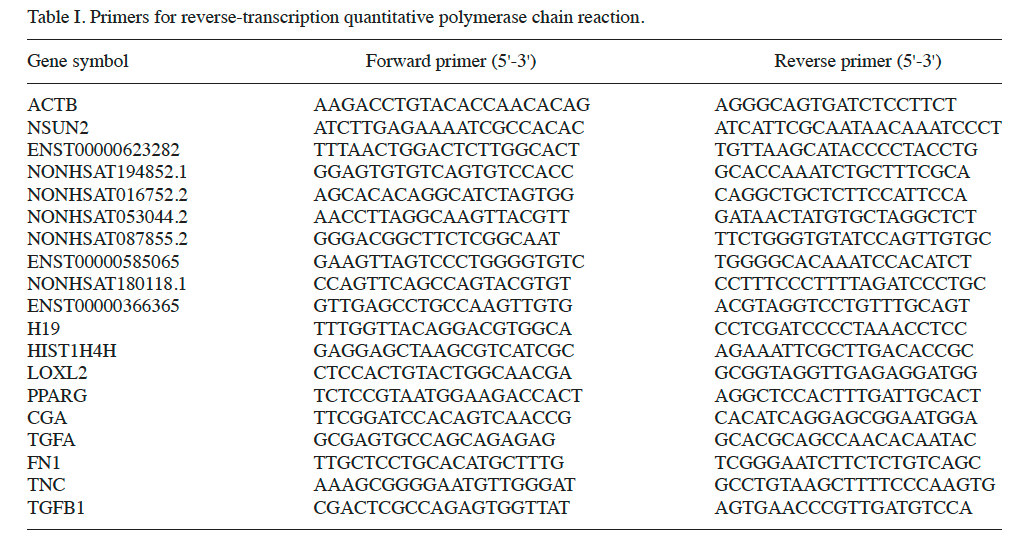 Table I. Primers for reverse-transcription quantitative polymerase chain reaction.
Gene symbol Forward primer (5'-3') Reverse primer (5'-3')
ACTB AAGACCTGTACACCAACACAG AGGGCAGTGATCTCCTTCT
NSUN2 ATCTTGAGAAAATCGCCACAC ATCATTCGCAATAACAAATCCCT
ENST00000623282 TTTAACTGGACTCTTGGCACT TGTTAAGCATACCCCTACCTG
NONHSAT194852.1 GGAGTGTGTCAGTGTCCACC GCACCAAATCTGCTTTCGCA
NONHSAT016752.2 AGCACACAGGCATCTAGTGG CAGGCTGCTCTTCCATTCCA
NONHSAT053044.2 AACCTTAGGCAAGTTACGTT GATAACTATGTGCTAGGCTCT
NONHSAT087855.2 GGGACGGCTTCTCGGCAAT TTCTGGGTGTATCCAGTTGTGC
ENST00000585065 GAAGTTAGTCCCTGGGGTGTC TGGGGCACAAATCCACATCT
NONHSAT180118.1 CCAGTTCAGCCAGTACGTGT CCTTTCCCTTTTAGATCCCTGC
ENST00000366365 GTTGAGCCTGCCAAGTTGTG ACGTAGGTCCTGTTTGCAGT
H19 TTTGGTTACAGGACGTGGCA CCTCGATCCCCTAAACCTCC
HIST1H4H GAGGAGCTAAGCGTCATCGC AGAAATTCGCTTGACACCGC
LOXL2 CTCCACTGTACTGGCAACGA GCGGTAGGTTGAGAGGATGG
PPARG TCTCCGTAATGGAAGACCACT AGGCTCCACTTTGATTGCACT
CGA TTCGGATCCACAGTCAACCG CACATCAGGAGCGGAATGGA
TGFA GCGAGTGCCAGCAGAGAG GCACGCAGCCAACACAATAC
FN1 TTGCTCCTGCACATGCTTTG TCGGGAATCTTCTCTGTCAGC
TNC AAAGCGGGGAATGTTGGGAT GCCTGTAAGCTTTTCCCAAGTG
TGFB1 CGACTCGCCAGAGTGGTTAT AGTGAACCCGTTGATGTCCA